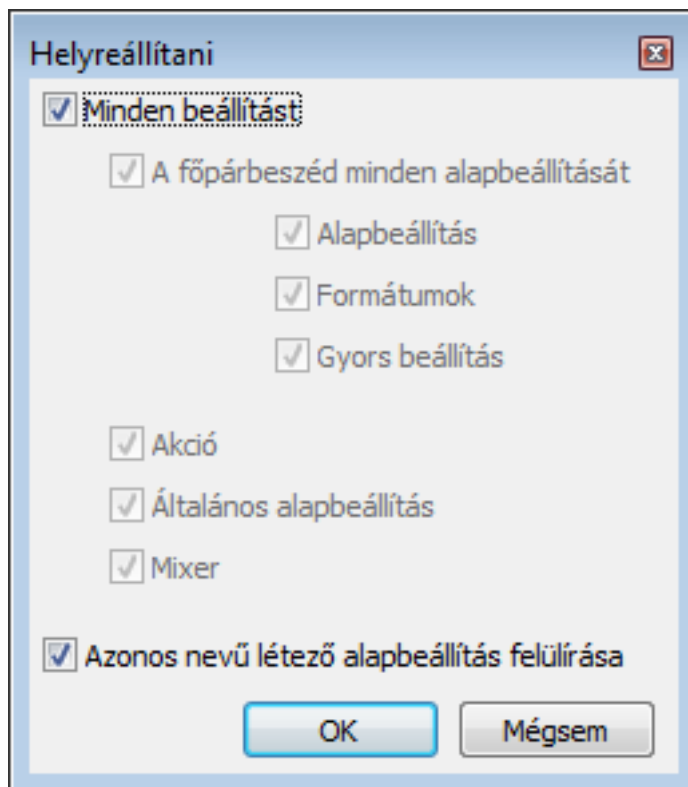 Helyreállítani
Minden beállítást
A főpárbeszéd minden alapbeállítását
Alapbeállítás
Formátumok
Gyors beállítás
Akció
Általános alapbeállítás
Mixer
Azonos nevű létező alapbeállítás felülírása
OK
Mégsem